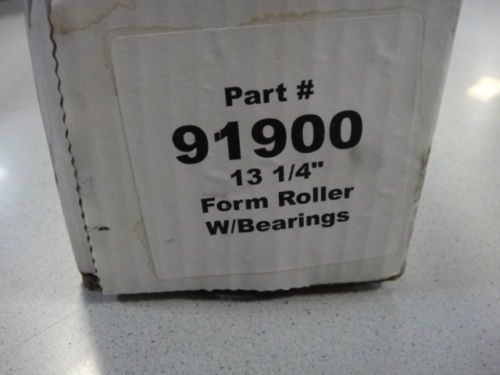 Part #
91900
13 1/4"
Form Roller
W/Bearings